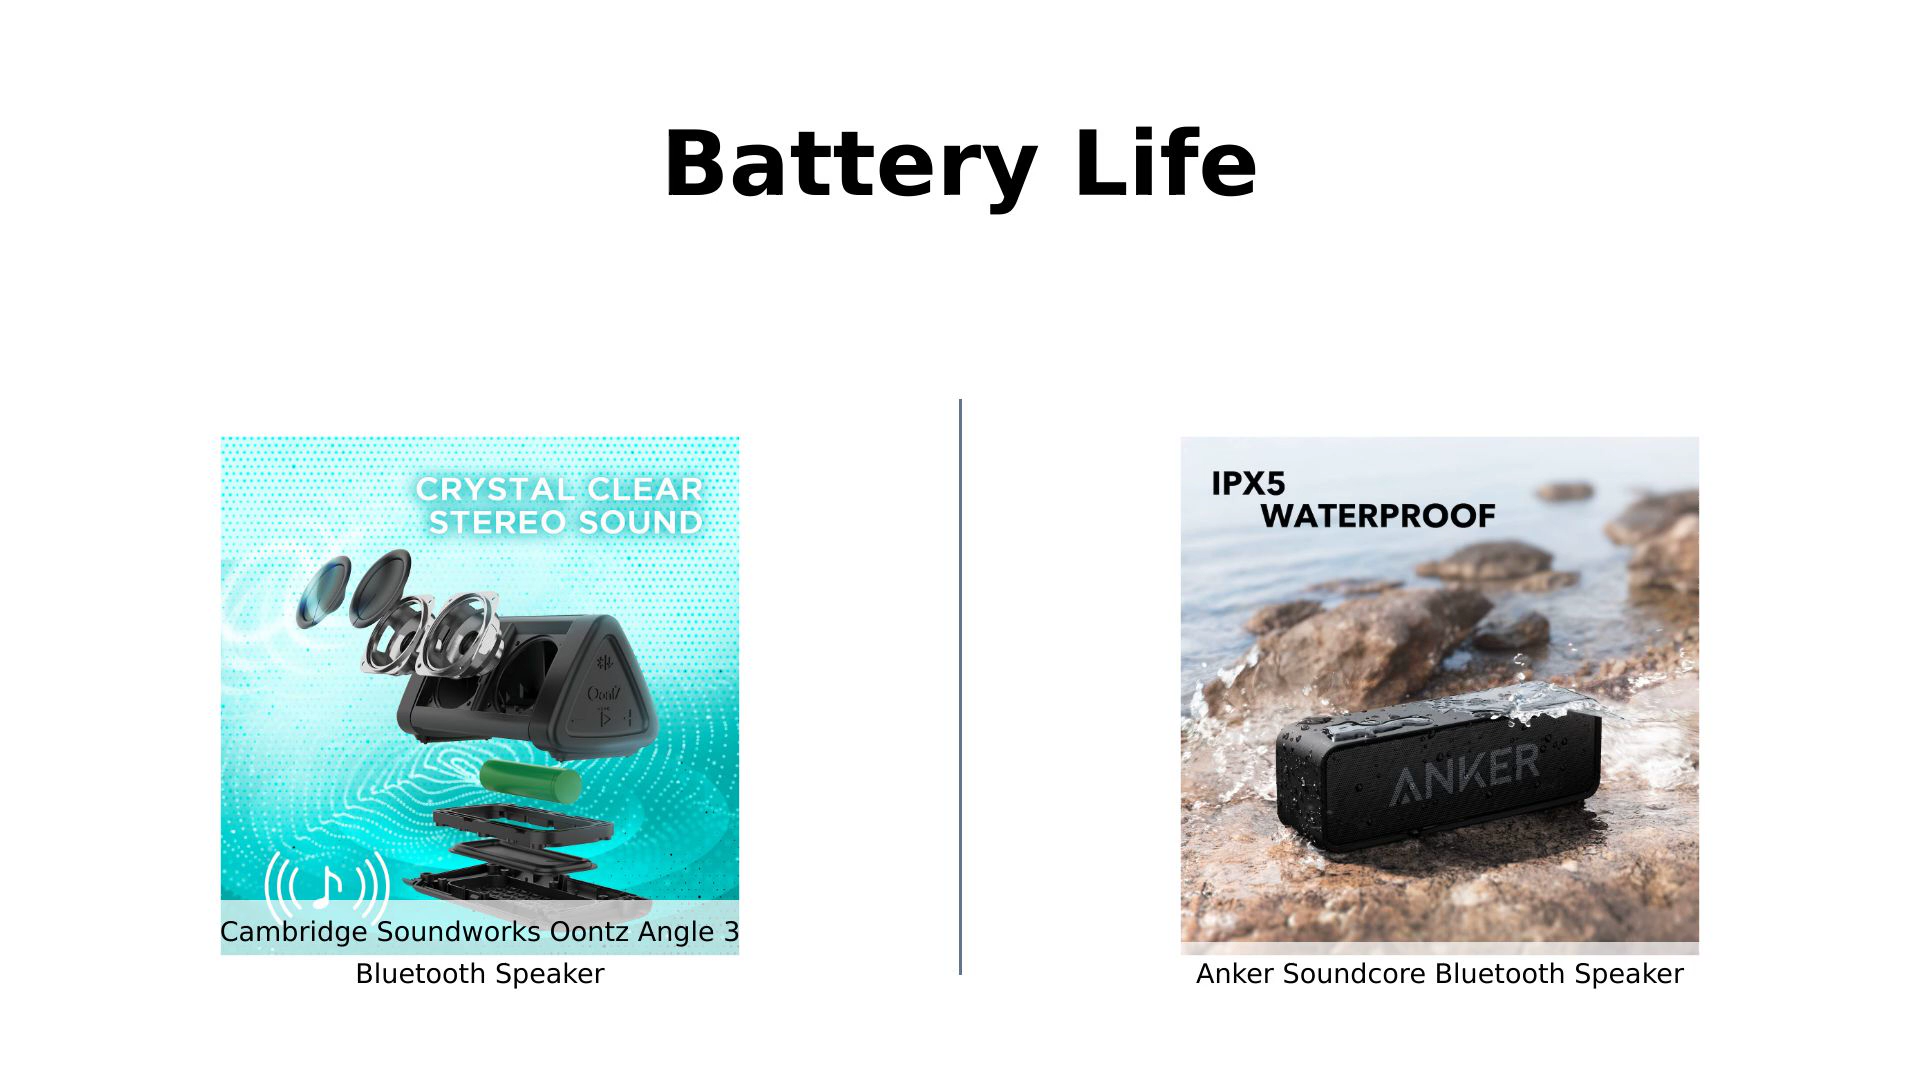 Battery Life
CRYSTAL CLEAR
STEREO SOUND
OontZ
Cambridge Soundworks Oontz Angle 3
Bluetooth Speaker
IPX5
WATERPROOF
ANKER
Anker Soundcore Bluetooth Speaker